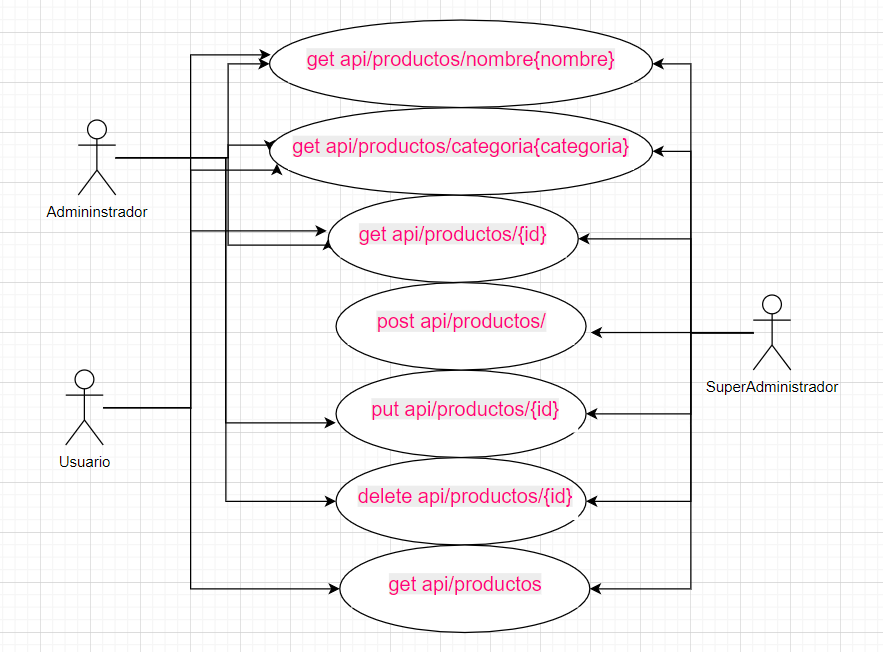 get api/productos/nombre{nombre}
get api/productos/categoria{categoria}
Admininstrador
get api/productos/{id}
post api/productos/
SuperAdministrador
put api/productos/{id}
Usuario
delete api/productos/{id}
get api/productos